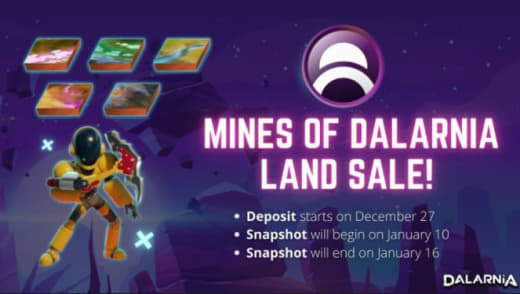 MINES OF DALARNIA
LAND SALE!
• Deposit starts on December 27
• Snapshot will begin on January 10
• Snapshot will end on January 16
DALARNIA